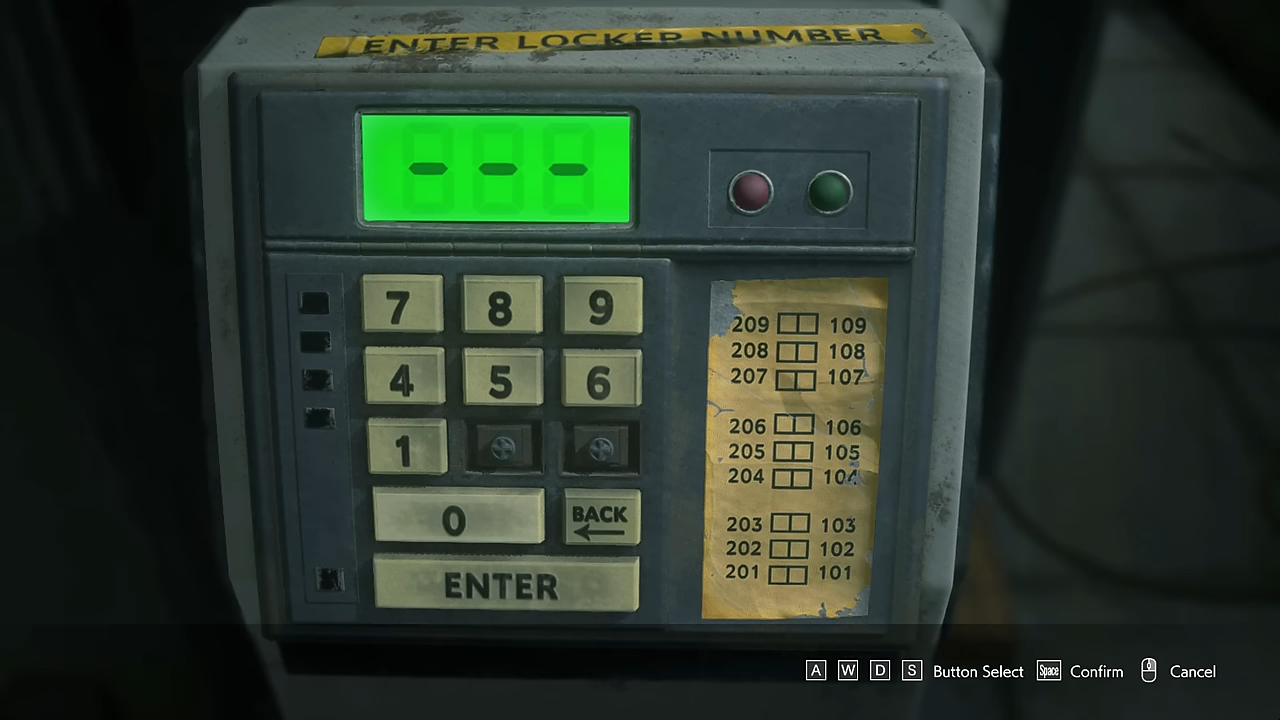 ENTER LOCKER NUMBER
- - -
7 8 9
4 5 6
1
0 BACK
ENTER
209 109
208 108
207 107
206 106
205 105
204 104
203 103
202 102
201 101
A W D S Button Select Space Confirm Cancel